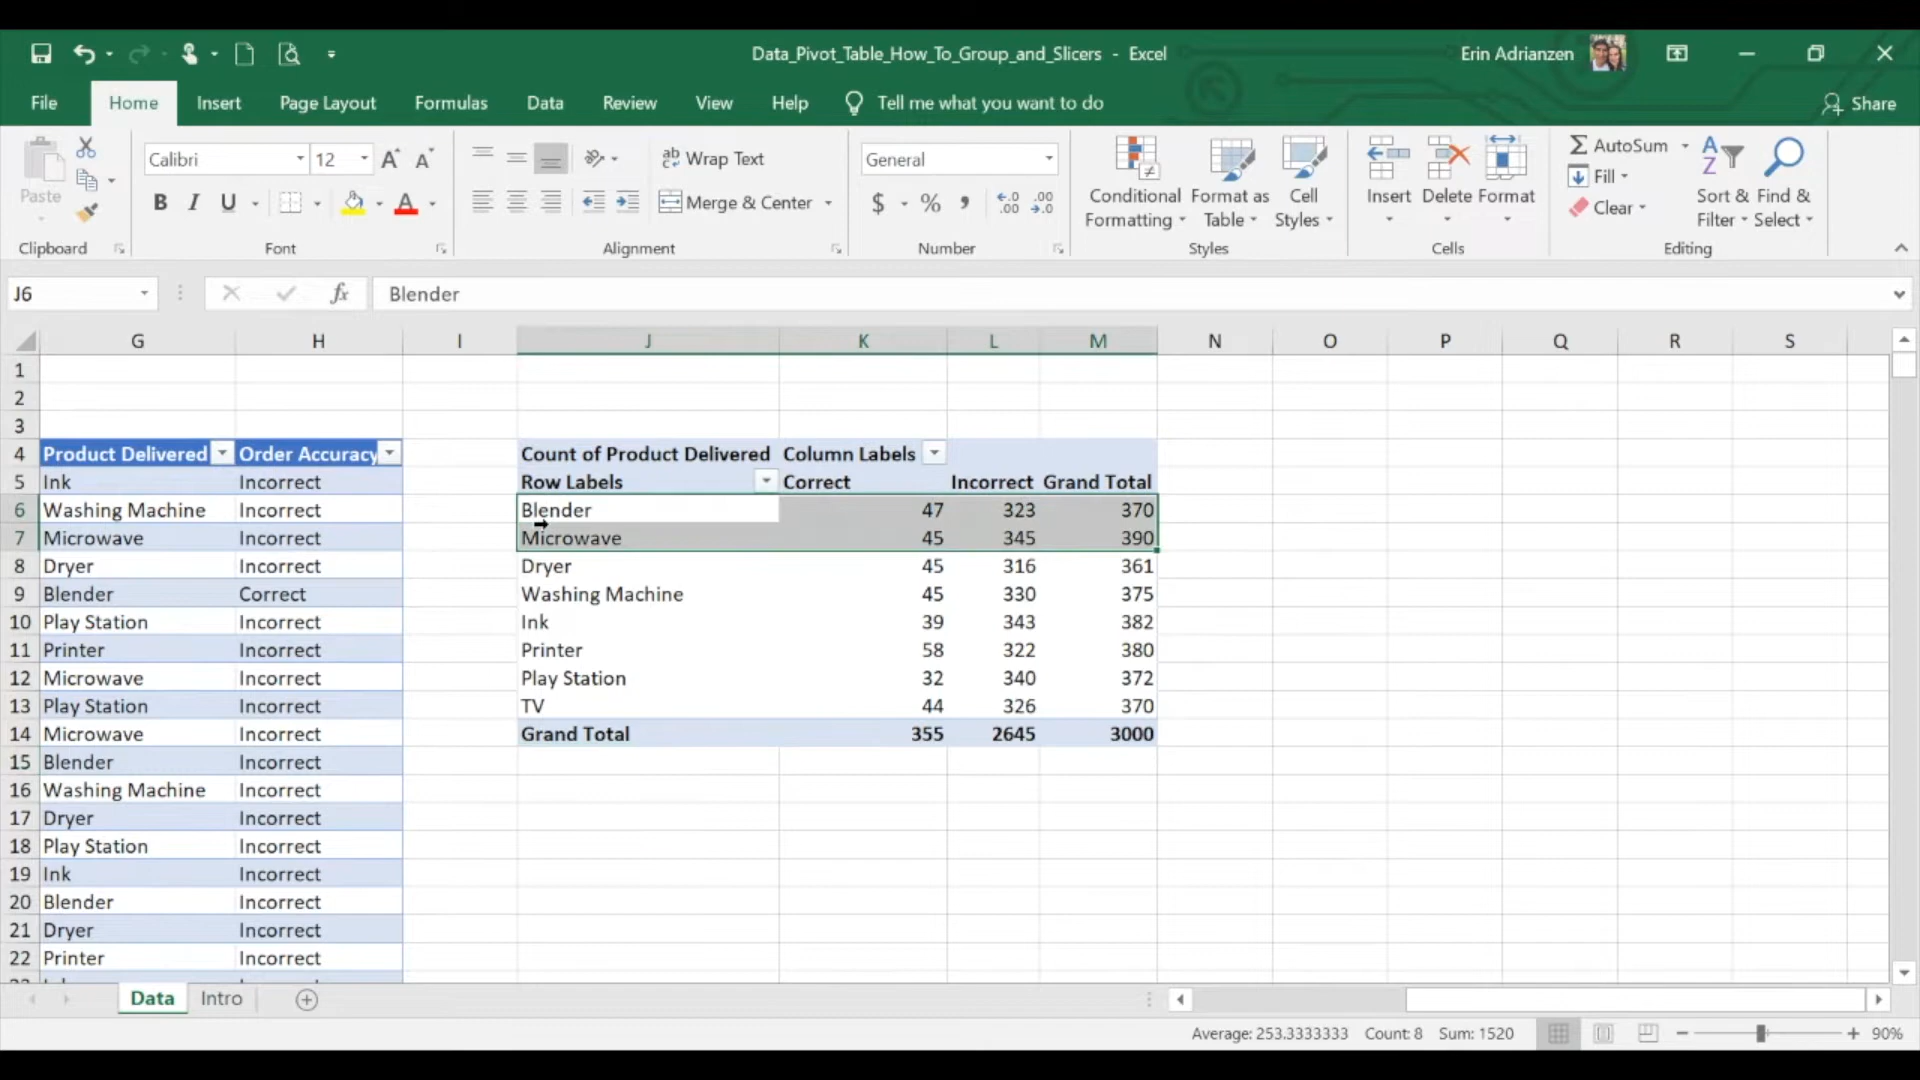 Data_Pivot_Table_How_To_Group_and_Slicers - Excel Erin Adrianzen
File Home Insert Page Layout Formulas Data Review View Help Tell me what you want to do Share
Paste
Calibri 12
B I U
Wrap Text
Merge & Center
General
$ % ,
Conditional Formatting
Format as Table
Cell Styles
Insert Delete Format
AutoSum
Fill
Clear
Sort & Filter
Find & Select
Clipboard Font Alignment Number Styles Cells Editing
J6 fx Blender
G H I J K L M N O P Q R S
1
2
3
4 Product Delivered Order Accuracy Count of Product Delivered Column Labels
5 Ink Incorrect Row Labels Correct Incorrect Grand Total
6 Washing Machine Incorrect Blender 47 323 370
7 Microwave Incorrect Microwave 45 345 390
8 Dryer Incorrect Dryer 45 316 361
9 Blender Correct Washing Machine 45 330 375
10 Play Station Incorrect Ink 39 343 382
11 Printer Incorrect Printer 58 322 380
12 Microwave Incorrect Play Station 32 340 372
13 Play Station Incorrect TV 44 326 370
14 Microwave Incorrect Grand Total 355 2645 3000
15 Blender Incorrect
16 Washing Machine Incorrect
17 Dryer Incorrect
18 Play Station Incorrect
19 Ink Incorrect
20 Blender Incorrect
21 Dryer Incorrect
22 Printer Incorrect
Data Intro
Average: 253.3333333 Count: 8 Sum: 1520 90%